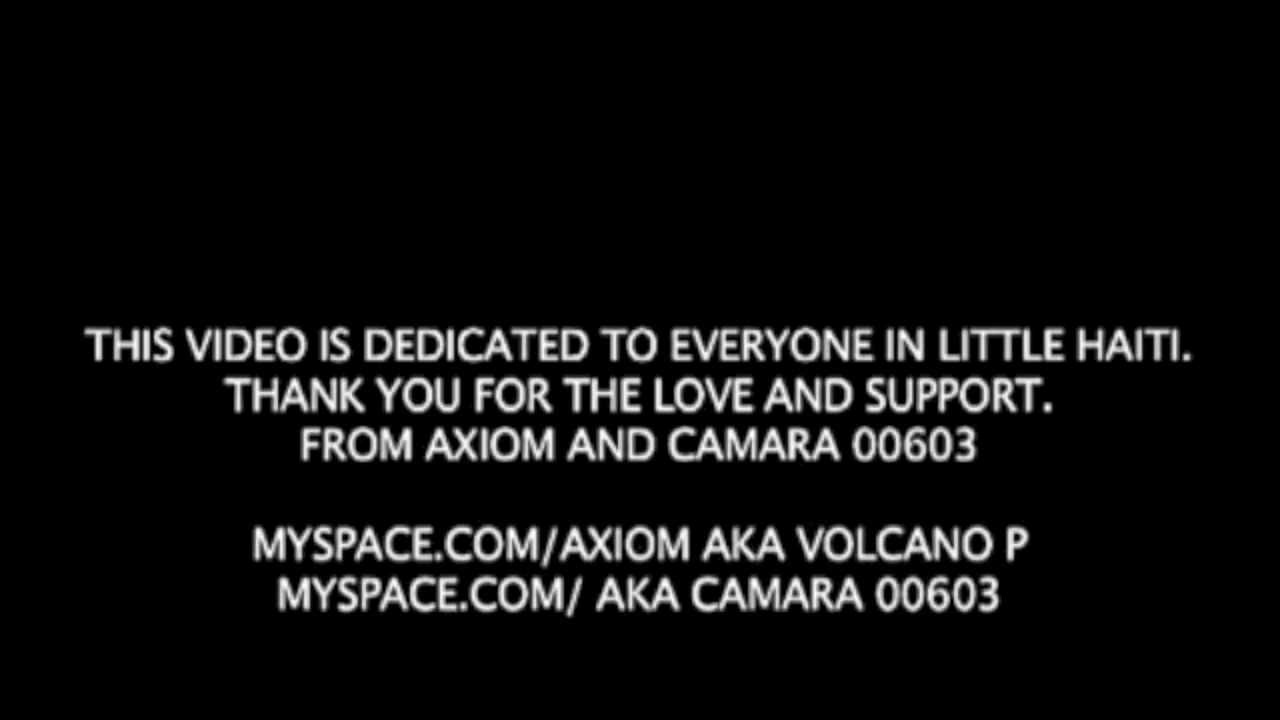 THIS VIDEO IS DEDICATED TO EVERYONE IN LITTLE HAITI.
THANK YOU FOR THE LOVE AND SUPPORT.
FROM AXIOM AND CAMARA 00603
MYSPACE.COM/AXIOM AKA VOLCANO P
MYSPACE.COM/ AKA CAMARA 00603